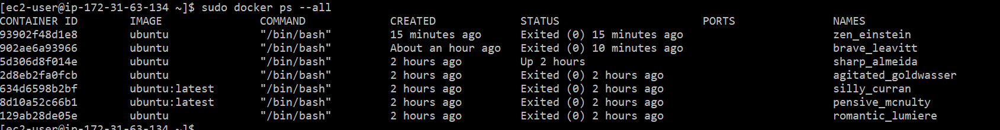 [ec2-user@ip-172-31-63-134 ~]$ sudo docker ps --all
CONTAINER ID        IMAGE               COMMAND             CREATED             STATUS                      PORTS               NAMES
93902f48d1e8        ubuntu              "/bin/bash"         15 minutes ago      Exited (0) 15 minutes ago                       zen_einstein
902ae6a93966        ubuntu              "/bin/bash"         About an hour ago   Exited (0) 10 minutes ago                       brave_leavitt
5d306d8f014e        ubuntu              "/bin/bash"         2 hours ago         Up 2 hours                                      sharp_almeida
2d8eb2fa0fcb        ubuntu              "/bin/bash"         2 hours ago         Exited (0) 2 hours ago                          agitated_goldwasser
634d6598b2bf        ubuntu:latest       "/bin/bash"         2 hours ago         Exited (0) 2 hours ago                          silly_curran
8d10a52c66b1        ubuntu:latest       "/bin/bash"         2 hours ago         Exited (0) 2 hours ago                          pensive_mcnulty
129ab28de05e        ubuntu              "/bin/bash"         2 hours ago         Exited (0) 2 hours ago                          romantic_lumiere
[ec2-user@ip-172-31-63-134 ~]$